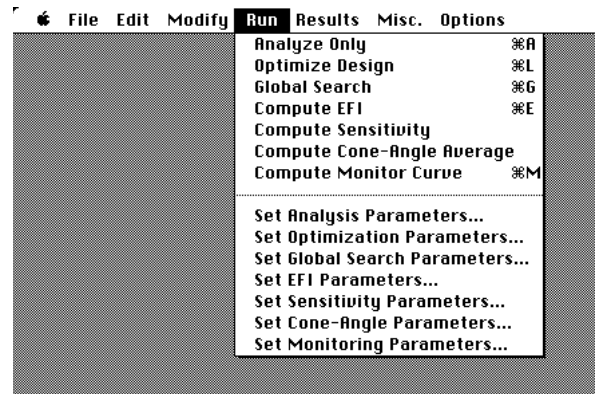 File Edit Modify Run Results Misc. Options
Analyze Only ⌘A
Optimize Design ⌘L
Global Search ⌘G
Compute EFI ⌘E
Compute Sensitivity
Compute Cone-Angle Average
Compute Monitor Curve ⌘M
Set Analysis Parameters...
Set Optimization Parameters...
Set Global Search Parameters...
Set EFI Parameters...
Set Sensitivity Parameters...
Set Cone-Angle Parameters...
Set Monitoring Parameters...